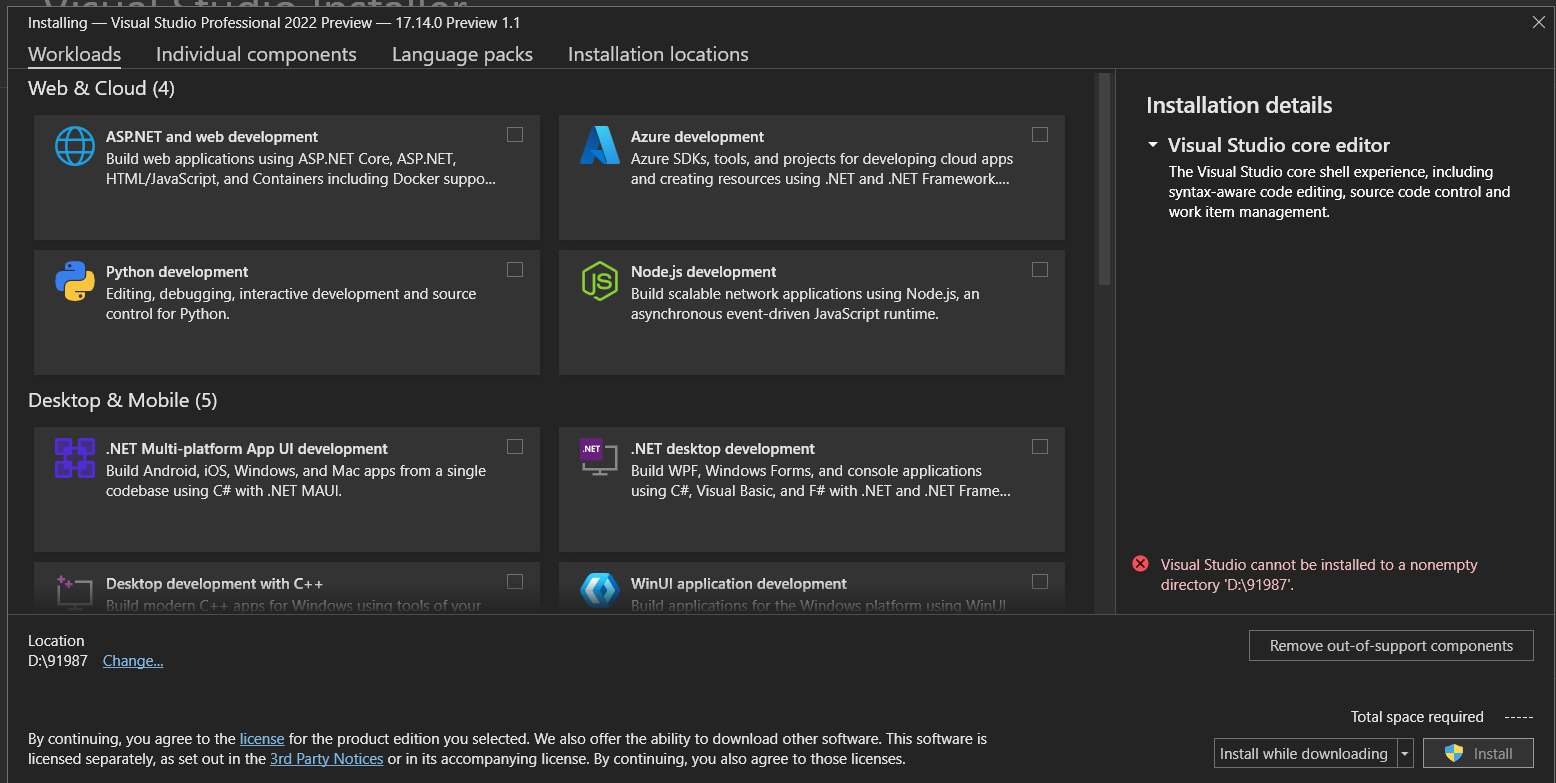 Visual Studio Installer
Installing — Visual Studio Professional 2022 Preview — 17.14.0 Preview 1.1
Workloads Individual components Language packs Installation locations
Web & Cloud (4)
ASP.NET and web development
Build web applications using ASP.NET Core, ASP.NET,
HTML/JavaScript, and Containers including Docker suppo...
Azure development
Azure SDKs, tools, and projects for developing cloud apps
and creating resources using .NET and .NET Framework....
Python development
Editing, debugging, interactive development and source
control for Python.
JS
Node.js development
Build scalable network applications using Node.js, an
asynchronous event-driven JavaScript runtime.
Desktop & Mobile (5)
.NET Multi-platform App UI development
Build Android, iOS, Windows, and Mac apps from a single
codebase using C# with .NET MAUI.
.NET
.NET desktop development
Build WPF, Windows Forms, and console applications
using C#, Visual Basic, and F# with .NET and .NET Frame...
Desktop development with C++
Build modern C++ apps for Windows using tools of your
WinUI application development
Build applications for the Windows platform using WinUI
Installation details
Visual Studio core editor
The Visual Studio core shell experience, including
syntax-aware code editing, source code control and
work item management.
Visual Studio cannot be installed to a nonempty
directory 'D:\91987'.
Location
D:\91987 Change...
Remove out-of-support components
Total space required -----
By continuing, you agree to the license for the product edition you selected. We also offer the ability to download other software. This software is
licensed separately, as set out in the 3rd Party Notices or in its accompanying license. By continuing, you also agree to those licenses.
Install while downloading
Install